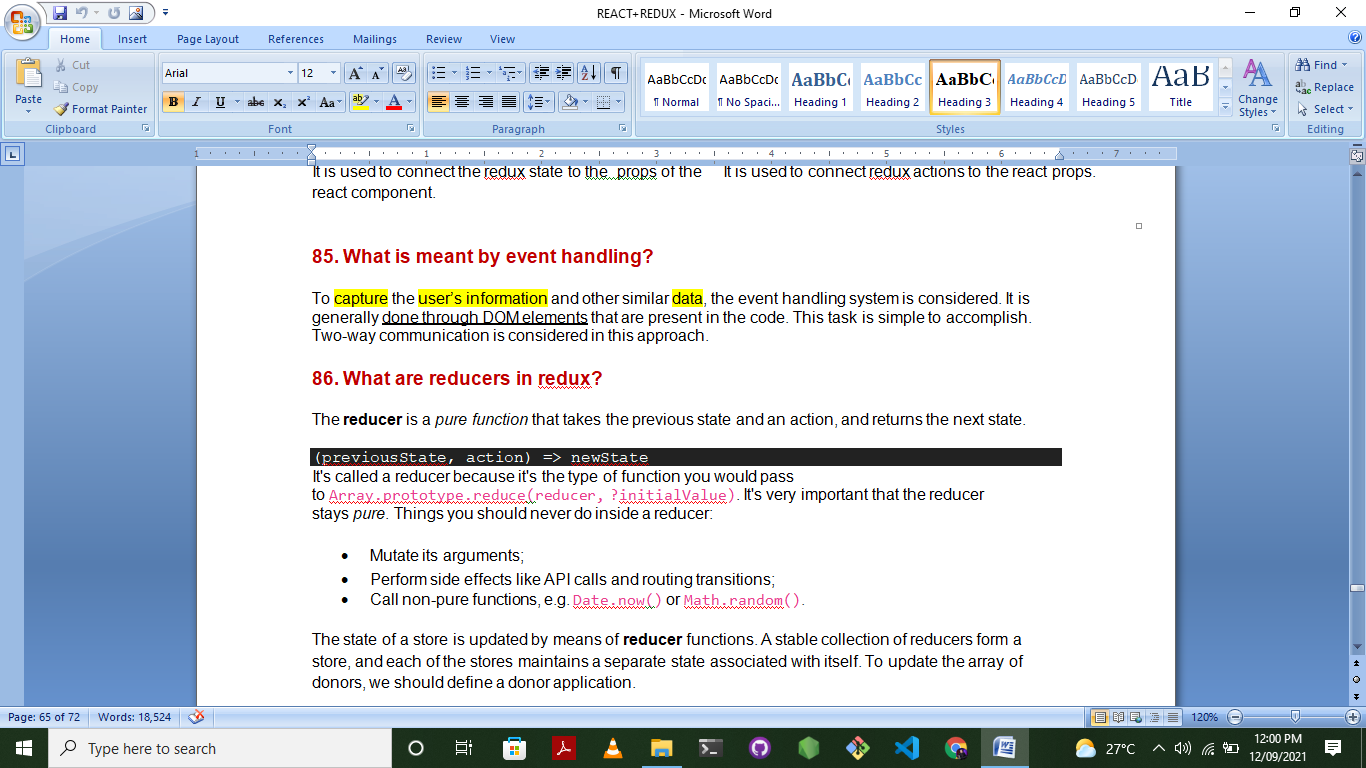 REACT+REDUX - Microsoft Word
Home Insert Page Layout References Mailings Review View
Paste
Cut
Copy
Format Painter
Clipboard
Arial 12
B I U abc x₂ x² Aa ab A
Font
Paragraph
AaBbCcDc AaBbCcDc AaBbC AaBbCc AaBbC AaBbCcD AaBbCcD AaB
¶ Normal ¶ No Spaci... Heading 1 Heading 2 Heading 3 Heading 4 Heading 5 Title
Change
Styles
Styles
Find
Replace
Select
Editing
1 1 2 3 4 5 6 7
It is used to connect the redux state to the props of the It is used to connect redux actions to the react props.
react component.
85. What is meant by event handling?
To capture the user's information and other similar data, the event handling system is considered. It is
generally done through DOM elements that are present in the code. This task is simple to accomplish.
Two-way communication is considered in this approach.
86. What are reducers in redux?
The reducer is a pure function that takes the previous state and an action, and returns the next state.
(previousState, action) => newState
It's called a reducer because it's the type of function you would pass
to Array.prototype.reduce(reducer, ?initialValue). It's very important that the reducer
stays pure. Things you should never do inside a reducer:
• Mutate its arguments;
• Perform side effects like API calls and routing transitions;
• Call non-pure functions, e.g. Date.now() or Math.random().
The state of a store is updated by means of reducer functions. A stable collection of reducers form a
store, and each of the stores maintains a separate state associated with itself. To update the array of
donors, we should define a donor application.
Page: 65 of 72 Words: 18,524 120%
Type here to search 27°C 12:00 PM
12/09/2021